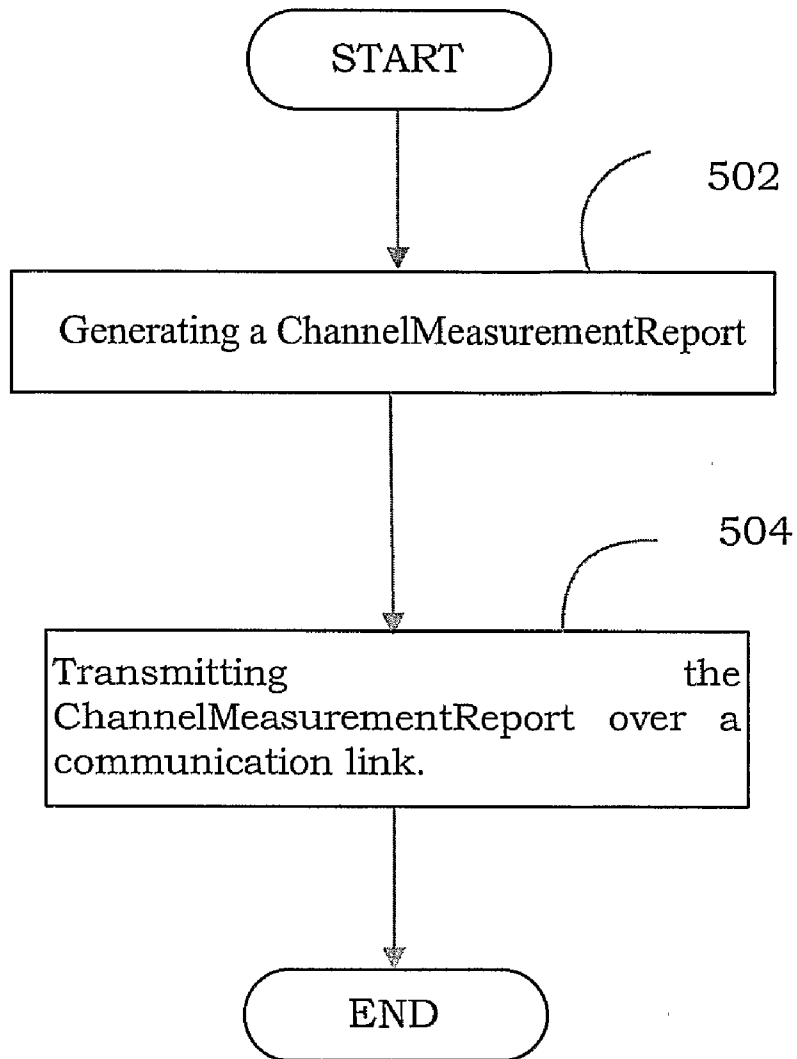 START
502
Generating a ChannelMeasurementReport
504
Transmitting the
ChannelMeasurementReport over a
communication link.
END